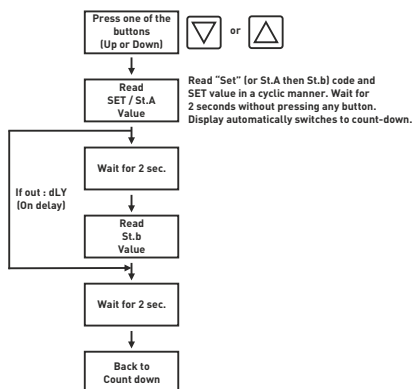 Press one of the
buttons
(Up or Down)
or
Read
SET / St.A
Value
Read "Set" (or St.A then St.b) code and
SET value in a cyclic manner. Wait for
2 seconds without pressing any button.
Display automatically switches to count-down.
Wait for 2 sec.
If out : dLY
(On delay)
Read
St.b
Value
Wait for 2 sec.
Back to
Count down